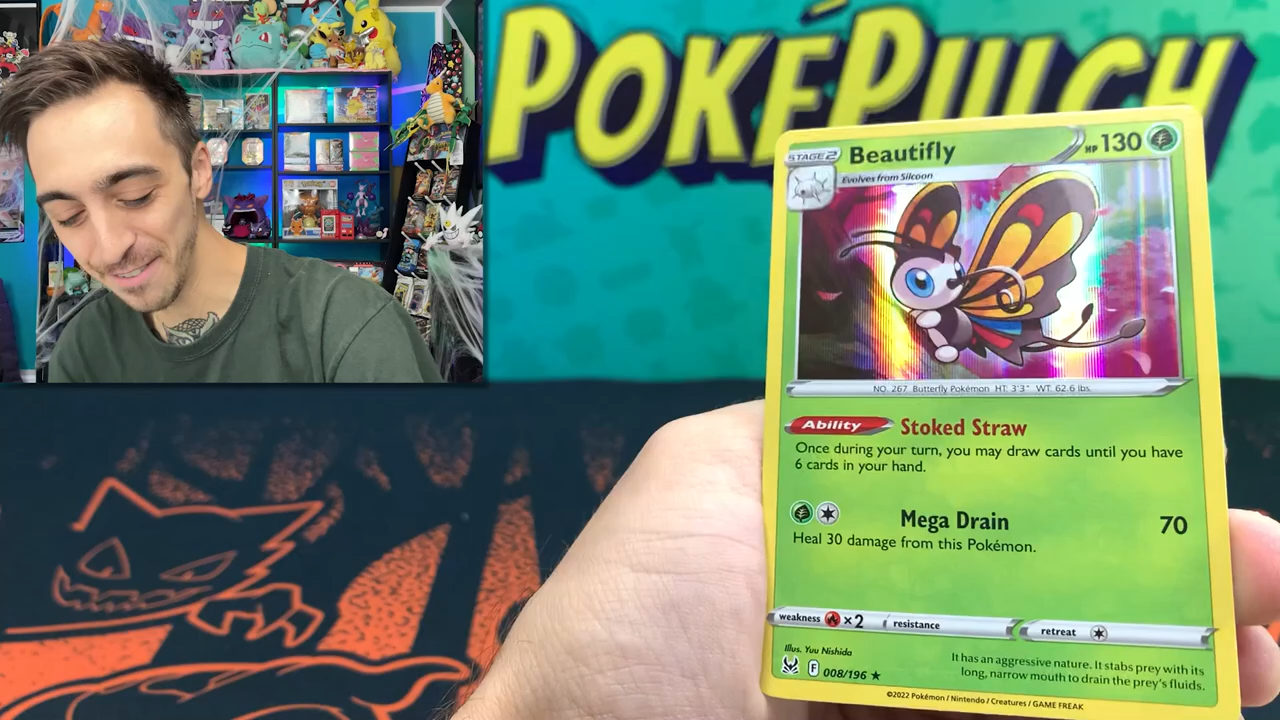 POKÉPULCH
STAGE 2 Beautifly HP 130
Evolves from Silcoon
NO. 267 Butterfly Pokémon HT: 3'3" WT: 62.6 lbs.
Ability Stoked Straw
Once during your turn, you may draw cards until you have
6 cards in your hand.
Mega Drain 70
Heal 30 damage from this Pokémon.
weakness ×2 resistance retreat
Illus. Yuu Nishida
F 008/196
It has an aggressive nature. It stabs prey with its
long, narrow mouth to drain the prey's fluids.
©2022 Pokémon / Nintendo / Creatures / GAME FREAK